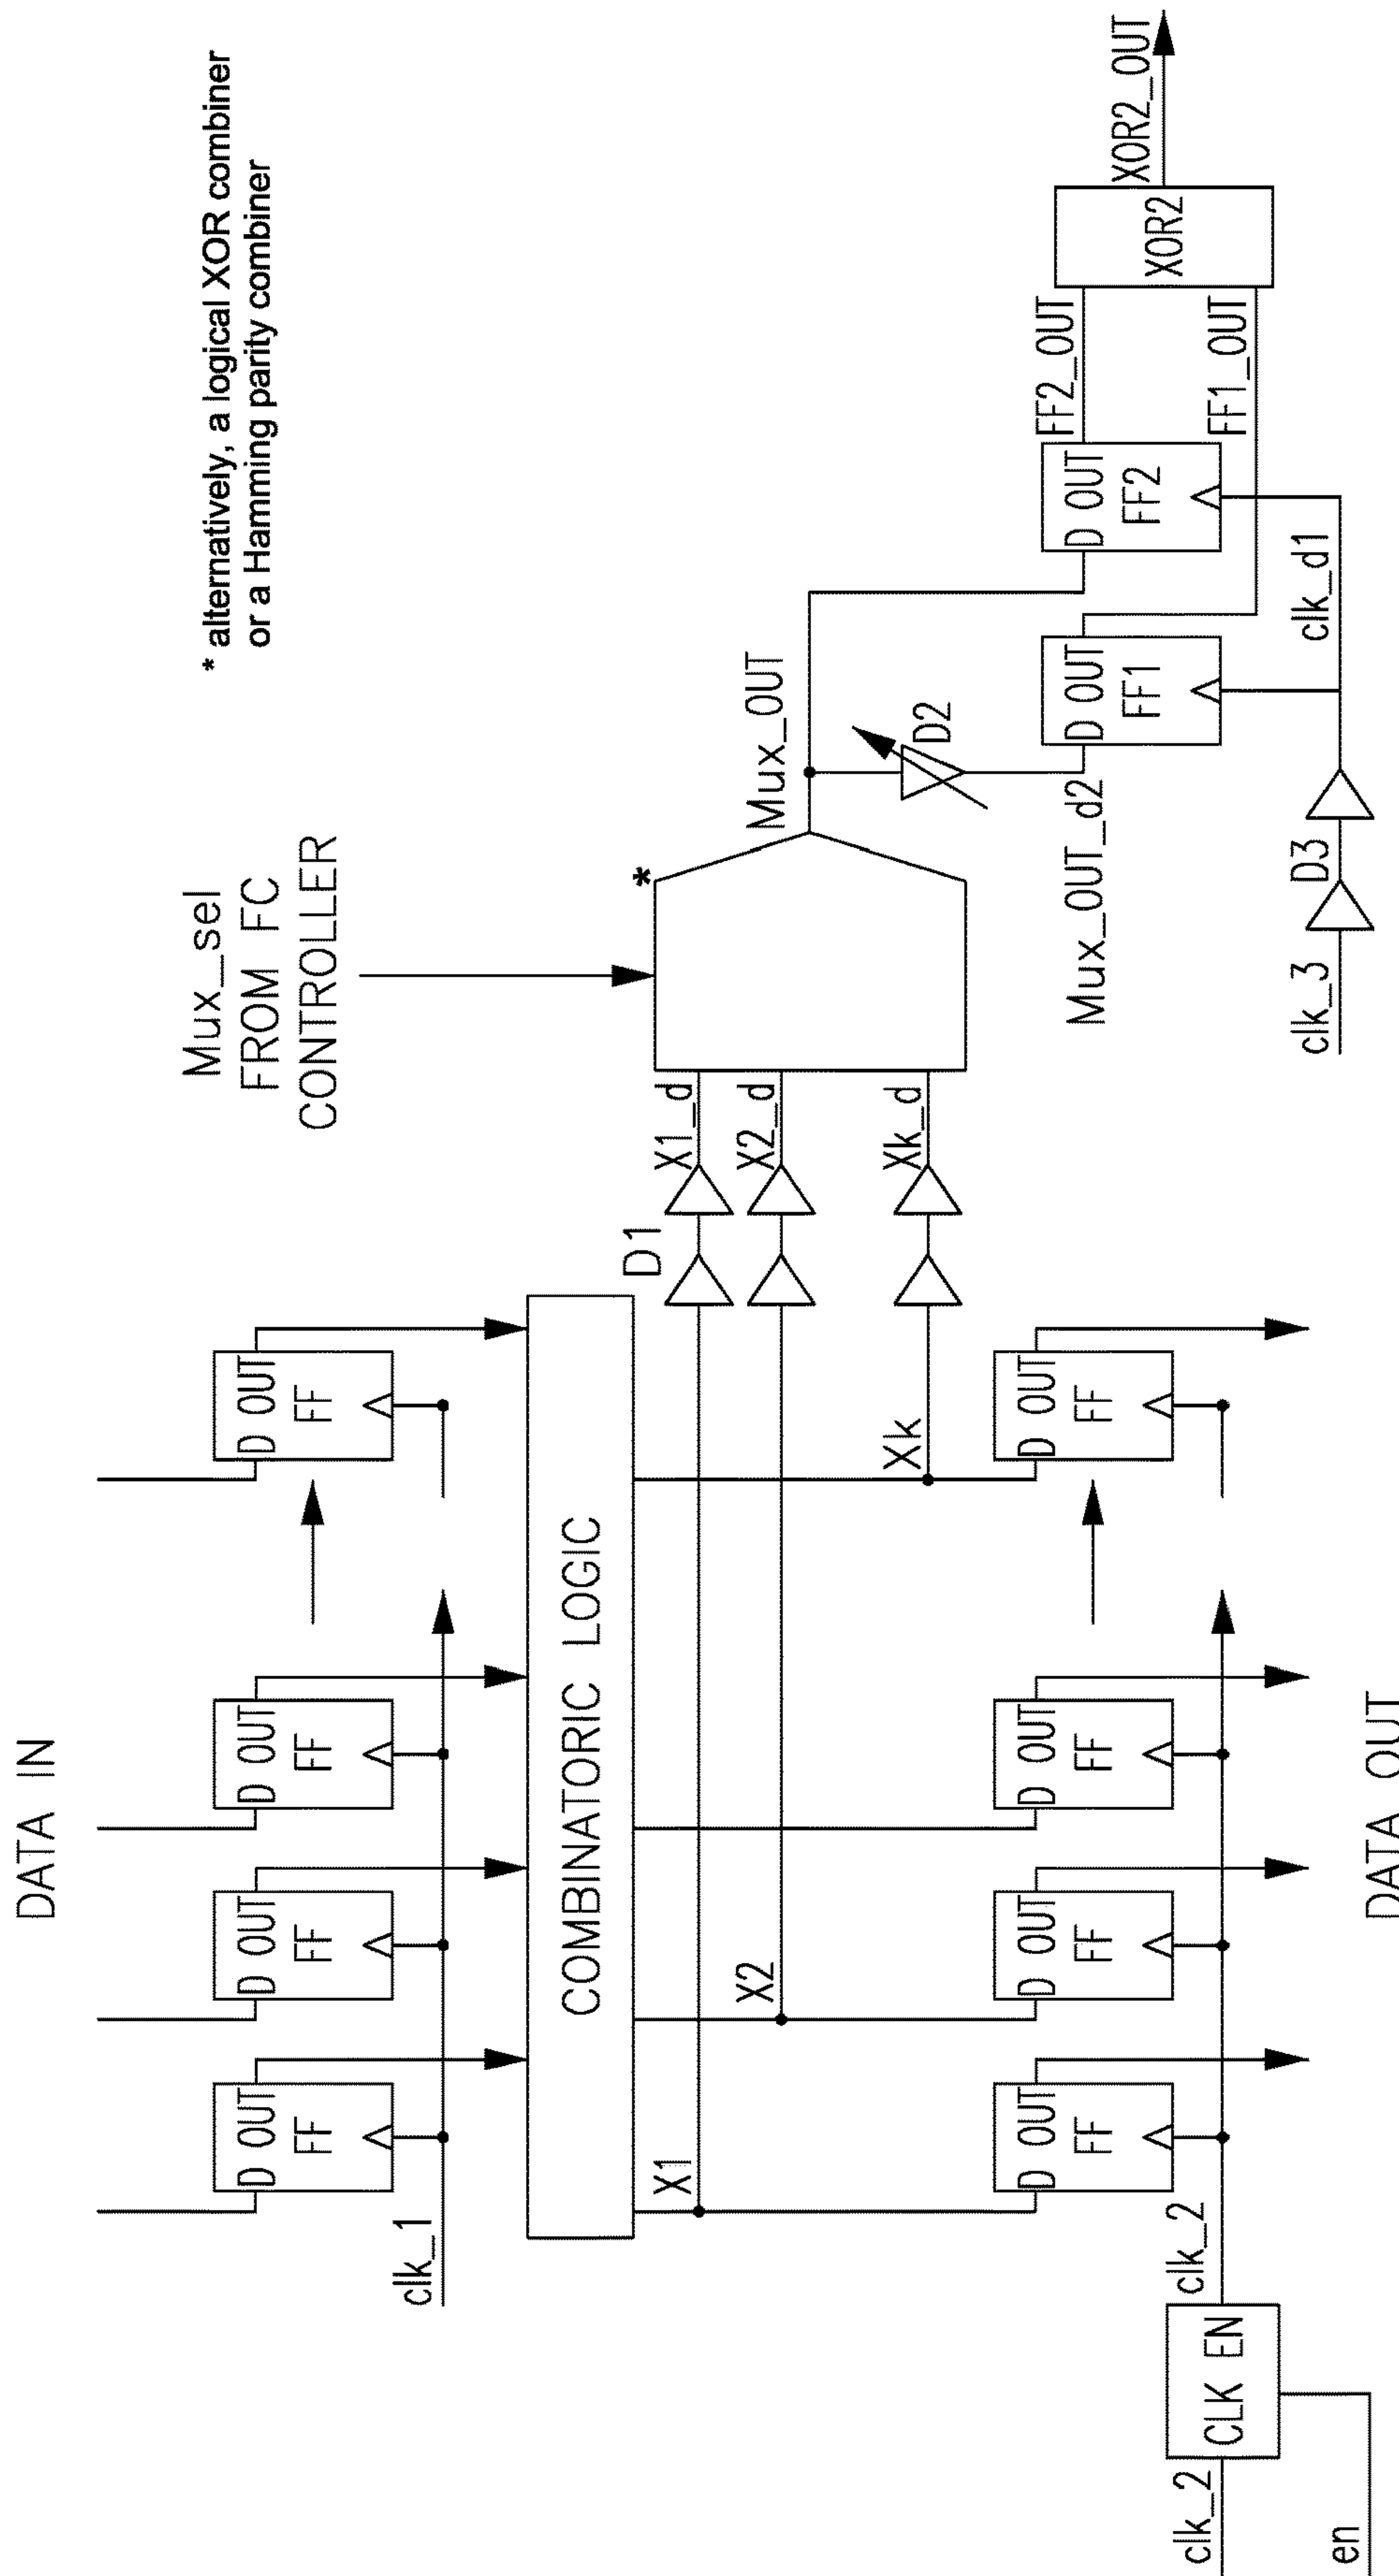 * alternatively, a logical XOR combiner
or a Hamming parity combiner
DATA IN
D OUT
FF
D OUT
FF
D OUT
FF
D OUT
FF
clk_1
COMBINATORIC LOGIC
X1
X2
Xk
D1
X1_d
X2_d
Xk_d
Mux_sel
FROM FC
CONTROLLER
*
Mux_OUT
D2
Mux_OUT_d2
D OUT
FF1
D OUT
FF2
FF2_OUT
FF1_OUT
XOR2
XOR2_OUT
clk_3
D3
clk_d1
D OUT
FF
D OUT
FF
D OUT
FF
D OUT
FF
clk_2
CLK EN
clk_2
en
DATA OUT